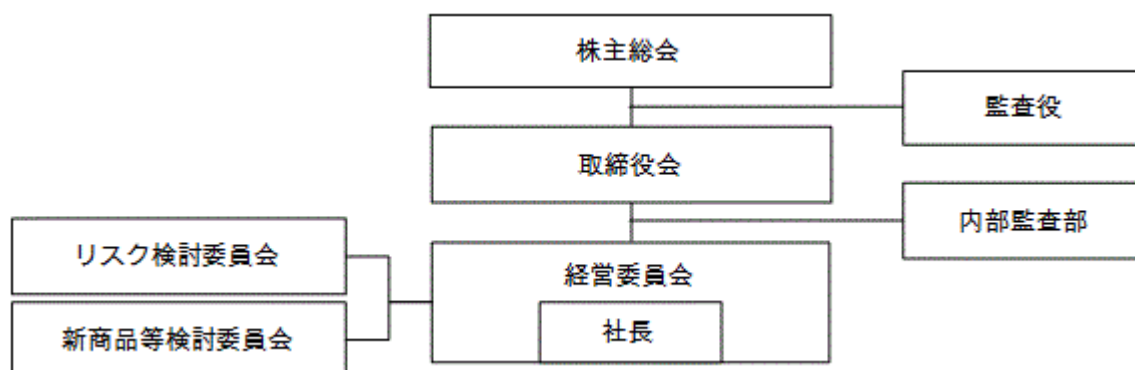 株主総会
監査役
取締役会
内部監査部
リスク検討委員会
経営委員会
社長
新商品等検討委員会